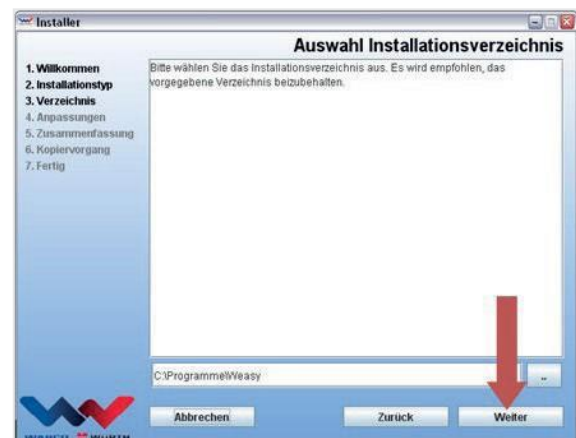 Installer
Auswahl Installationsverzeichnis
1. Willkommen
2. Installationstyp
3. Verzeichnis
4. Anpassungen
5. Zusammenfassung
6. Kopiervorgang
7. Fertig
Bitte wählen Sie das Installationsverzeichnis aus. Es wird empfohlen, das
vorgegebene Verzeichnis beizubehalten.
C:\Programme\Weasy
..
Abbrechen
Zurück
Weiter